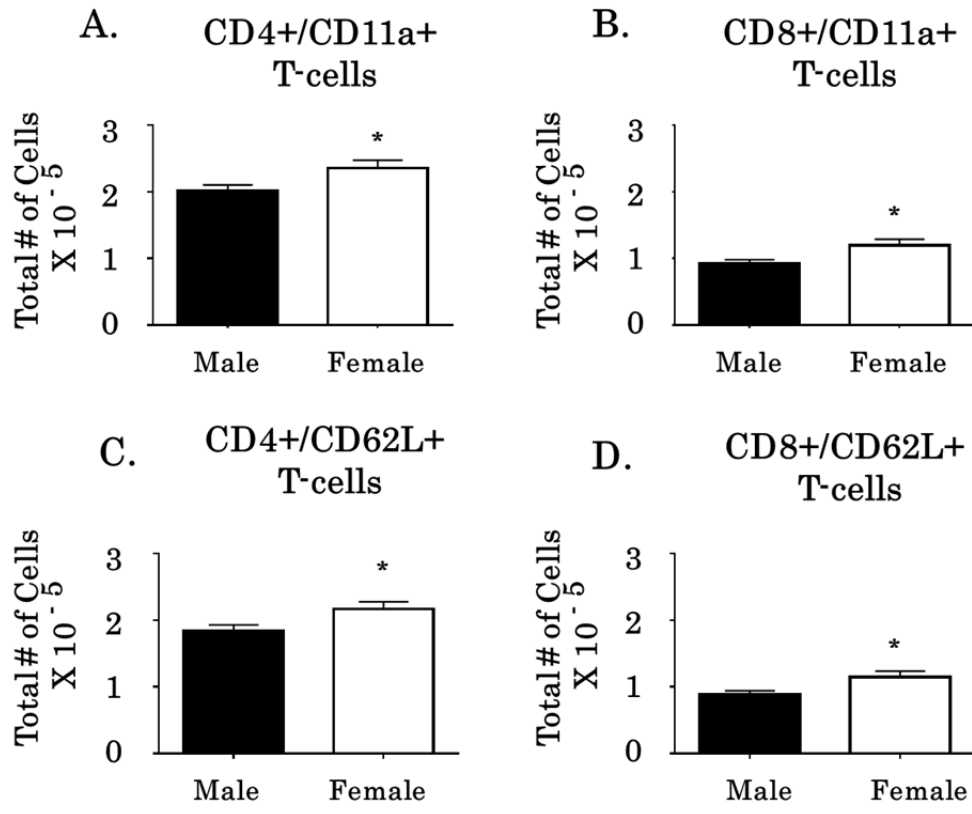 A.
CD4+/CD11a+
T-cells
Total # of Cells
X 10 - 5
3
2
1
0
*
Male
Female
B.
CD8+/CD11a+
T-cells
Total # of Cells
X 10 - 5
3
2
1
0
*
Male
Female
C.
CD4+/CD62L+
T-cells
Total # of Cells
X 10 - 5
3
2
1
0
*
Male
Female
D.
CD8+/CD62L+
T-cells
Total # of Cells
X 10 - 5
3
2
1
0
*
Male
Female